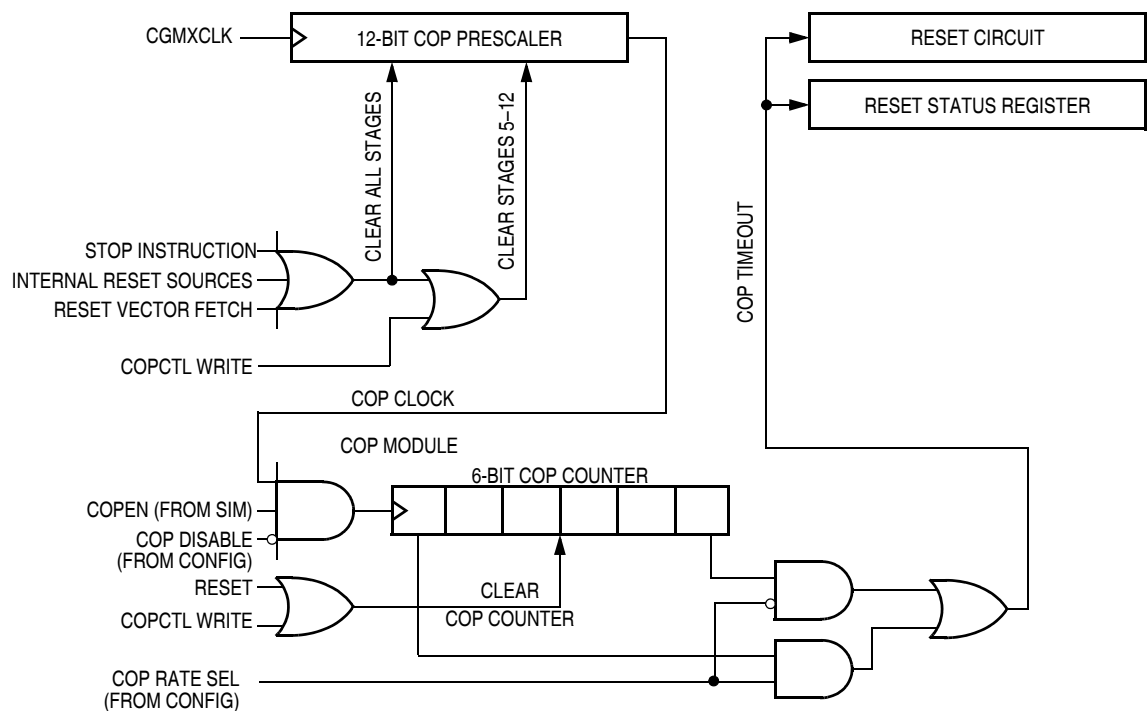 CGMXCLK
12-BIT COP PRESCALER
RESET CIRCUIT
RESET STATUS REGISTER
CLEAR ALL STAGES
CLEAR STAGES 5–12
COP TIMEOUT
STOP INSTRUCTION
INTERNAL RESET SOURCES
RESET VECTOR FETCH
COPCTL WRITE
COP CLOCK
COP MODULE
6-BIT COP COUNTER
COPEN (FROM SIM)
COP DISABLE
(FROM CONFIG)
RESET
COPCTL WRITE
CLEAR
COP COUNTER
COP RATE SEL
(FROM CONFIG)